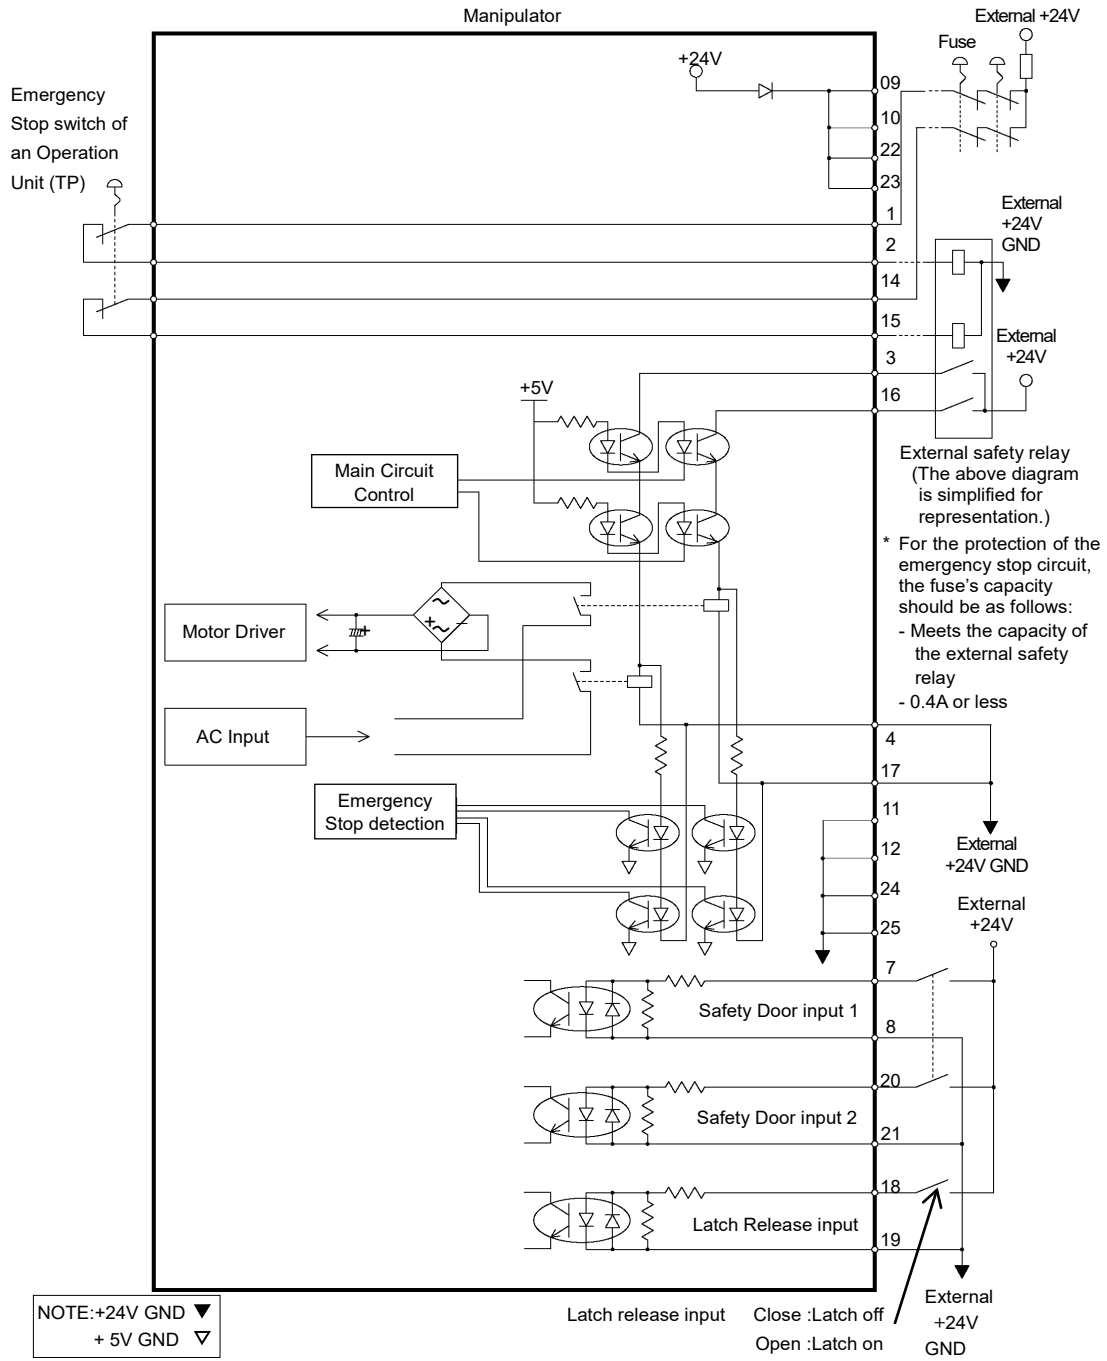 Manipulator
External +24V
Fuse
+24V
09
10
22
23
Emergency
Stop switch of
an Operation
Unit (TP)
1
2
14
15
3
16
External
+24V
GND
External
+24V
+5V
Main Circuit
Control
External safety relay
(The above diagram
is simplified for
representation.)
* For the protection of the
emergency stop circuit,
the fuse’s capacity
should be as follows:
- Meets the capacity of
the external safety
relay
- 0.4A or less
Motor Driver
+
+
AC Input
4
17
11
12
24
25
Emergency
Stop detection
External
+24V GND
External
+24V
7
Safety Door input 1
8
20
Safety Door input 2
21
18
Latch Release input
19
External
+24V
GND
Latch release input Close :Latch off
Open :Latch on
NOTE:+24V GND ▼
+ 5V GND ▽